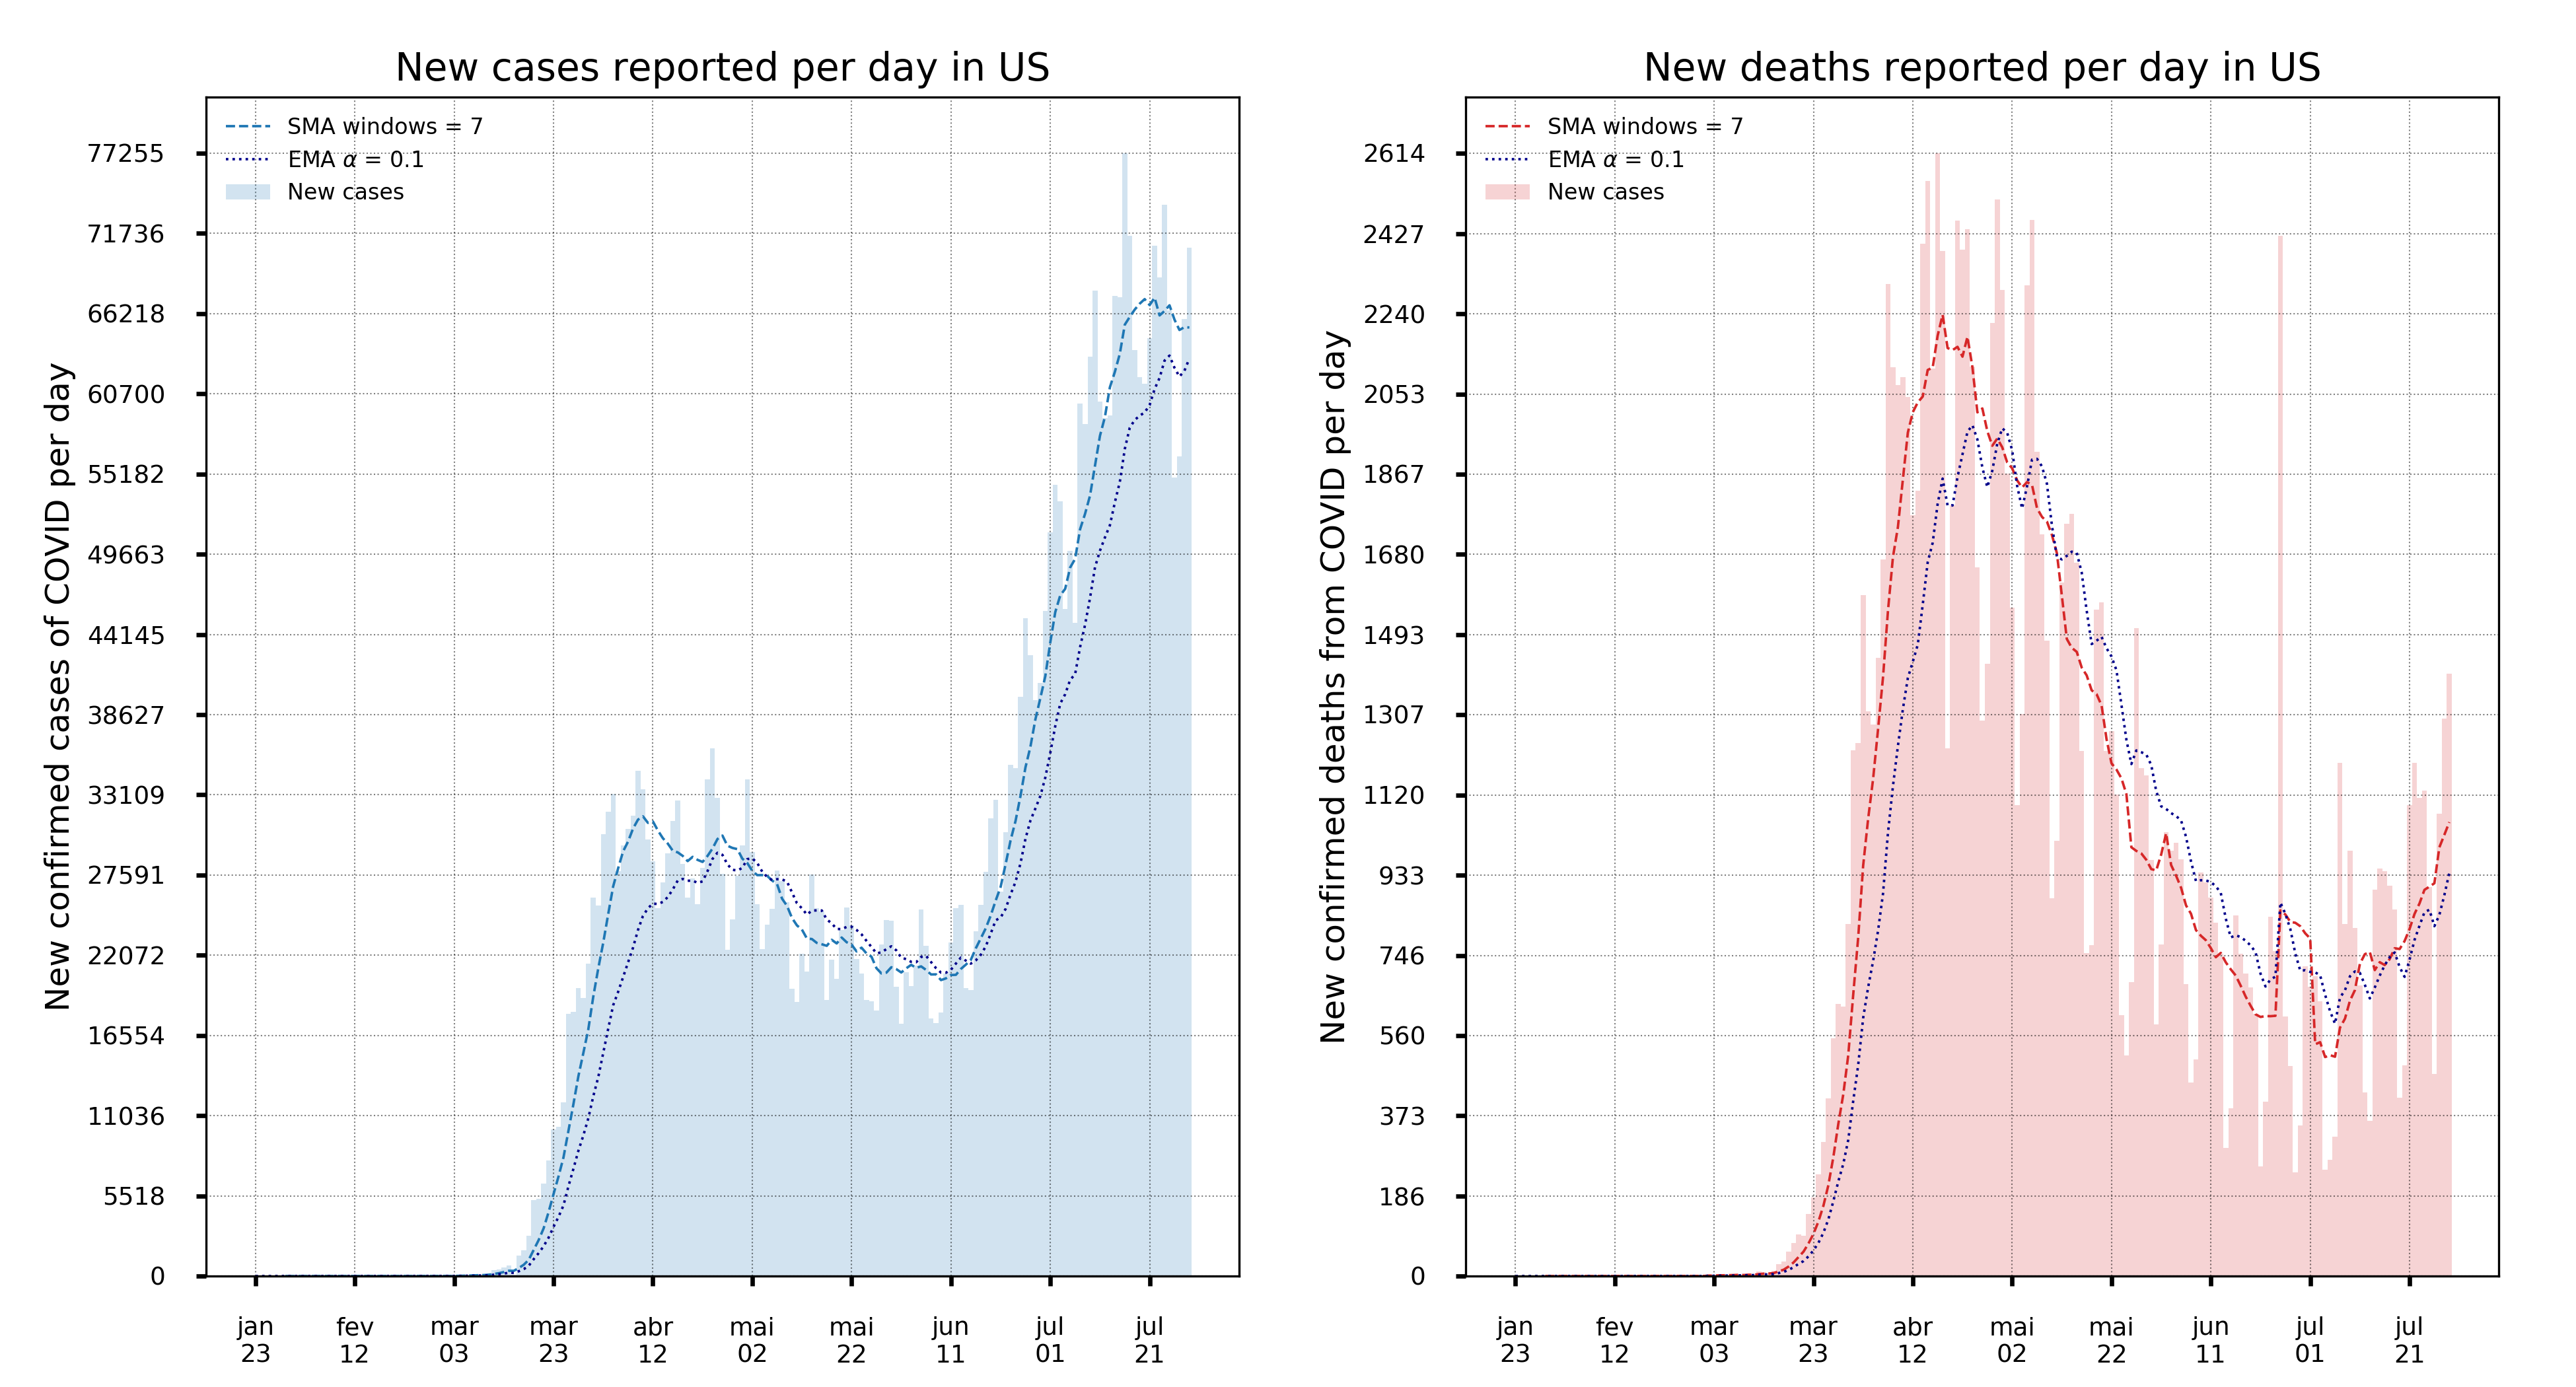 New cases reported per day in US
SMA windows = 7
EMA α = 0.1
New cases
New confirmed cases of COVID per day
77255
71736
66218
60700
55182
49663
44145
38627
33109
27591
22072
16554
11036
5518
0
jan fev mar mar abr mai mai jun jul jul
23 12 03 23 12 02 22 11 01 21
New deaths reported per day in US
SMA windows = 7
EMA α = 0.1
New cases
New confirmed deaths from COVID per day
2614
2427
2240
2053
1867
1680
1493
1307
1120
933
746
560
373
186
0
jan fev mar mar abr mai mai jun jul jul
23 12 03 23 12 02 22 11 01 21